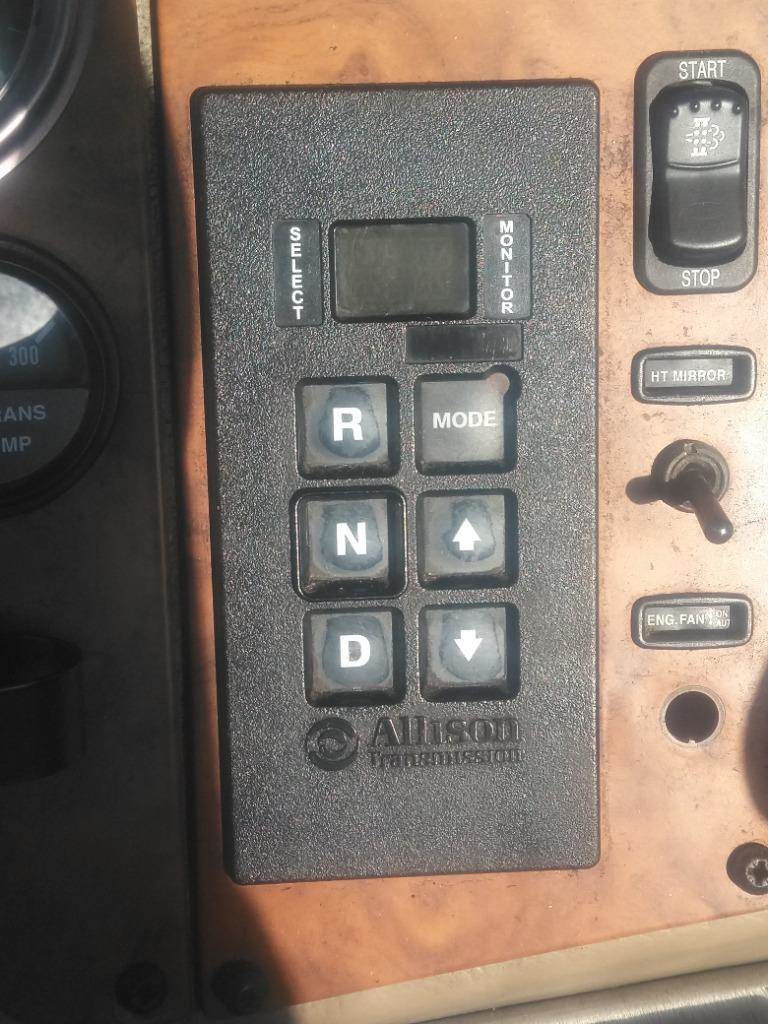 START
STOP
SELECT
MONITOR
300
HT MIRROR
R
MODE
N
D
ENG. FAN
ON
AUT
Allison
Transmission
RANS
MP